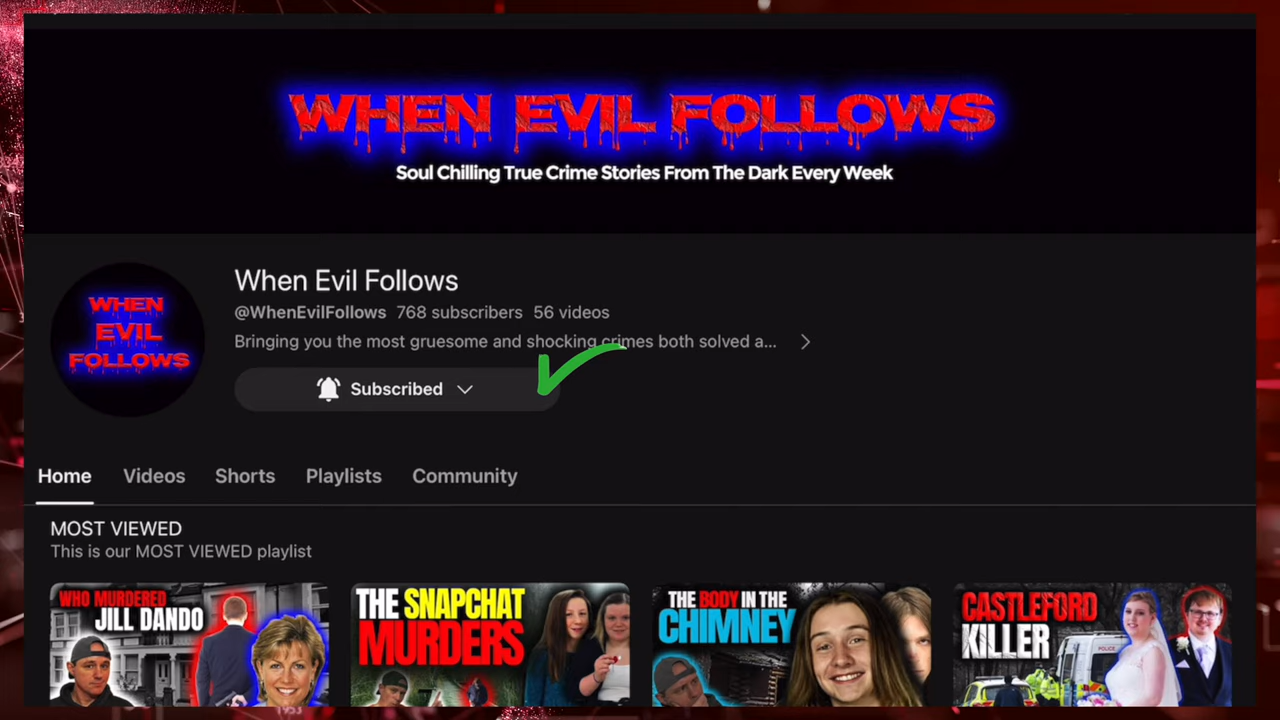 WHEN EVIL FOLLOWS
Soul Chilling True Crime Stories From The Dark Every Week
WHEN
EVIL
FOLLOWS
When Evil Follows
@WhenEvilFollows 768 subscribers 56 videos
Bringing you the most gruesome and shocking crimes both solved a...
Subscribed
Home Videos Shorts Playlists Community
MOST VIEWED
This is our MOST VIEWED playlist
WHO MURDERED
JILL DANDO
THE SNAPCHAT
MURDERS
THE BODY IN THE
CHIMNEY
CASTLEFORD
KILLER
POLICE
1953